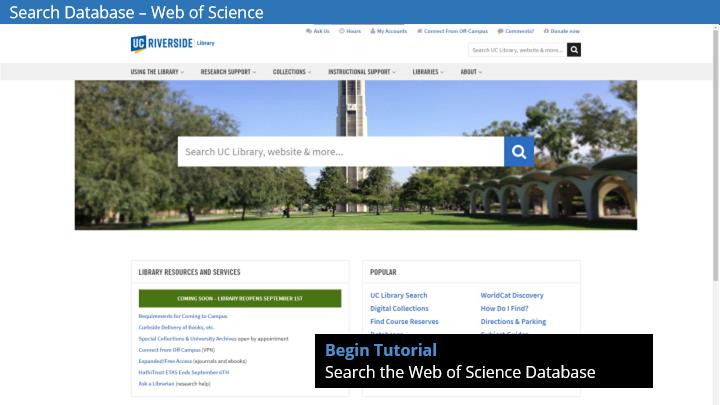 Search Database – Web of Science
Ask Us Hours My Accounts Connect From Off-Campus Comments? Donate now
UC RIVERSIDE Library
Search UC Library, website & more...
USING THE LIBRARY RESEARCH SUPPORT COLLECTIONS INSTRUCTIONAL SUPPORT LIBRARIES ABOUT
Search UC Library, website & more...
LIBRARY RESOURCES AND SERVICES
COMING SOON - LIBRARY REOPENS SEPTEMBER 1ST
Requirements for Coming to Campus
Curbside Delivery of Books, etc.
Special Collections & University Archives open by appointment
Connect from Off Campus (VPN)
Expanded/Free Access (ejournals and ebooks)
HathiTrust ETAS Ends September 6TH
Ask a Librarian (research help)
POPULAR
UC Library Search WorldCat Discovery
Digital Collections How Do I Find?
Find Course Reserves Directions & Parking
Begin Tutorial
Search the Web of Science Database